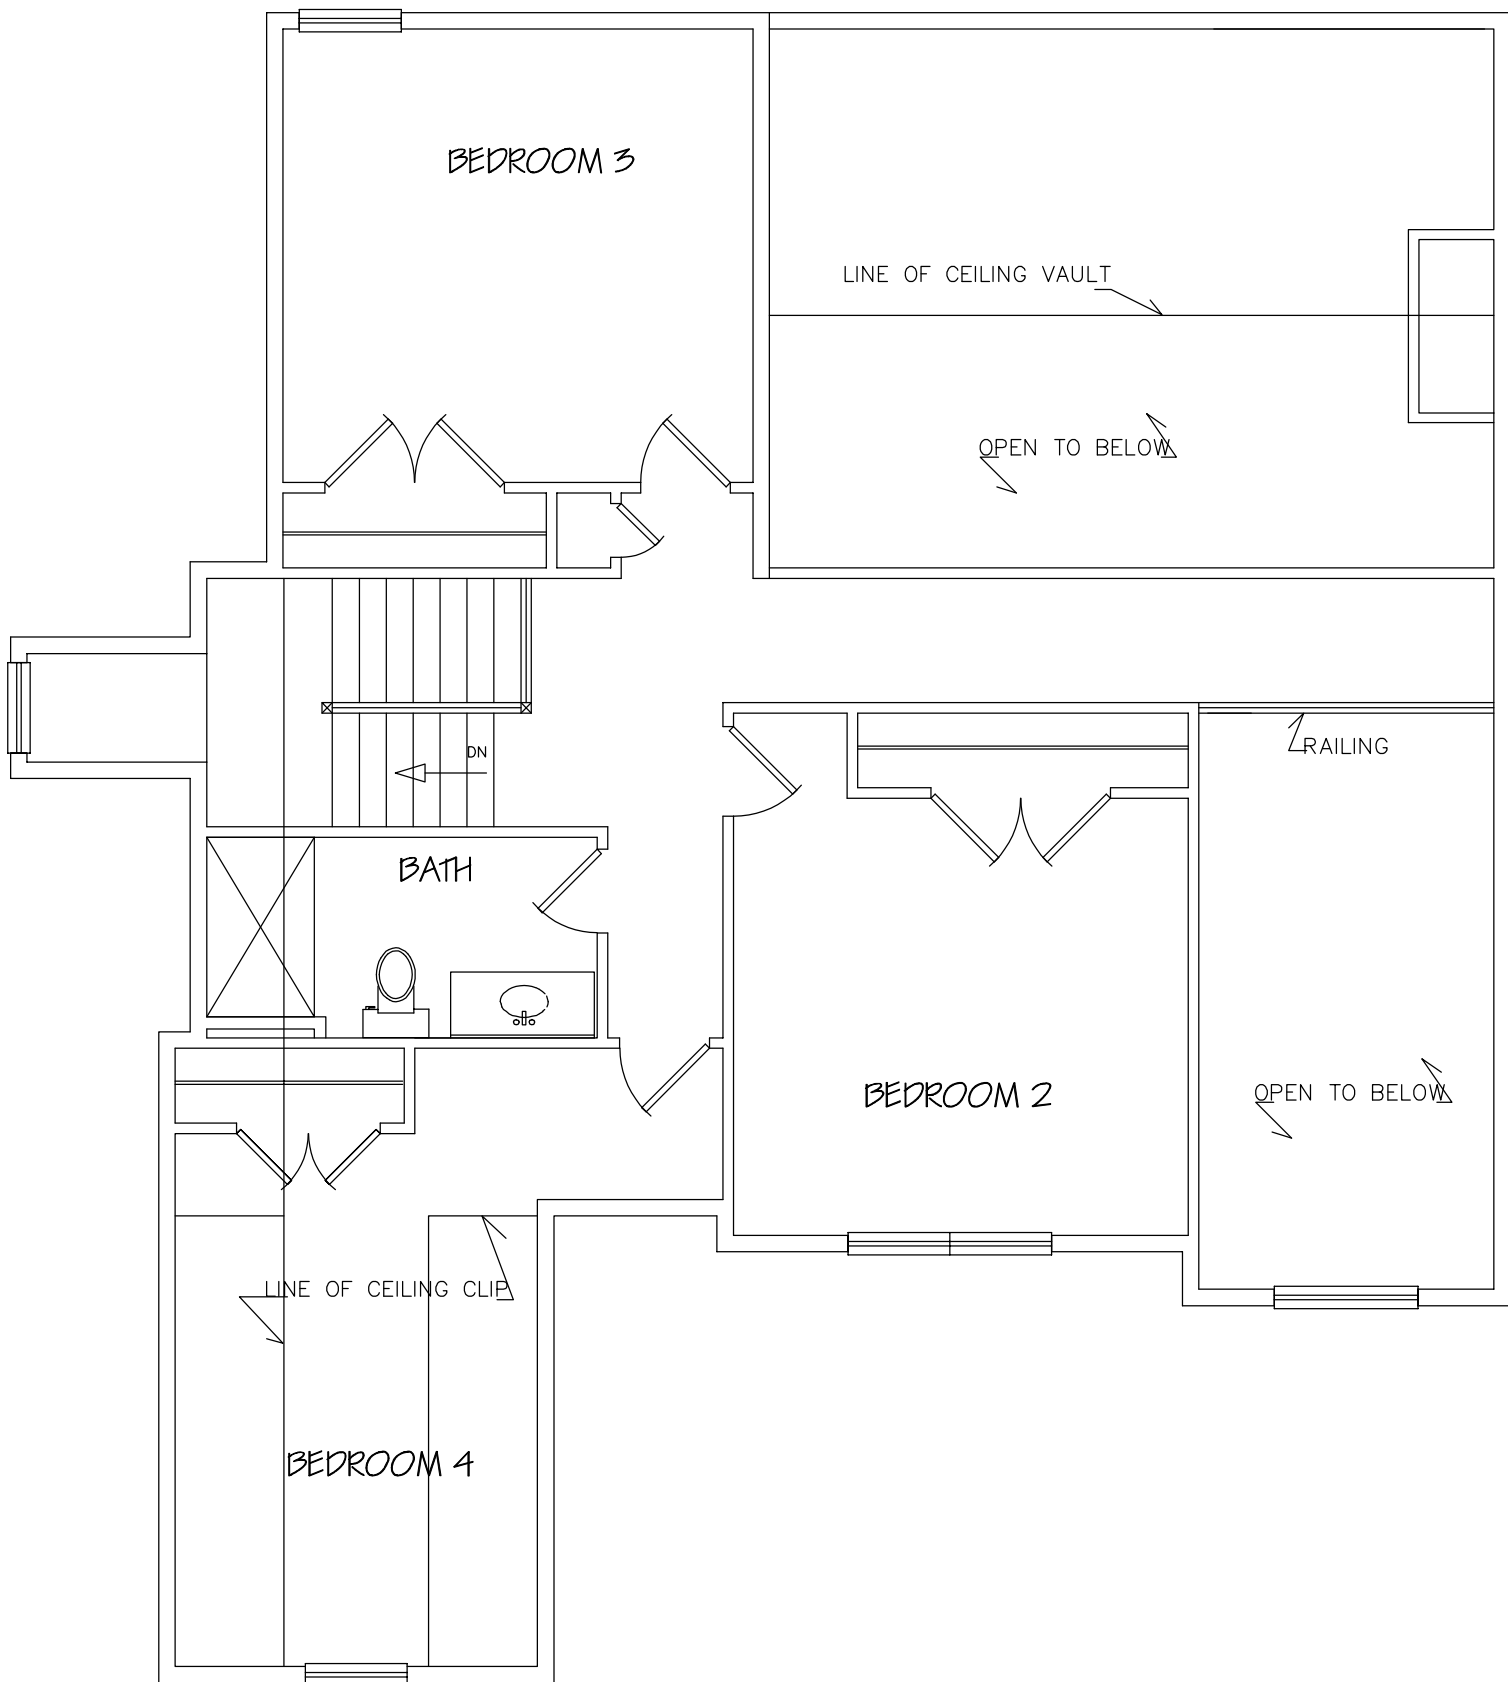 BEDROOM 3
LINE OF CEILING VAULT
OPEN TO BELOW
RAILING
DN
BATH
BEDROOM 2
OPEN TO BELOW
LINE OF CEILING CLIP
BEDROOM 4